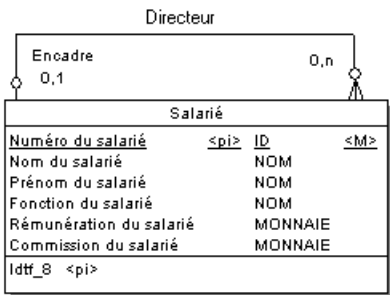 Directeur
Encadre
0,1
0,n
Salarié
Numéro du salarié <pi> ID <M>
Nom du salarié NOM
Prénom du salarié NOM
Fonction du salarié NOM
Rémunération du salarié MONNAIE
Commission du salarié MONNAIE
Idtf_8 <pi>